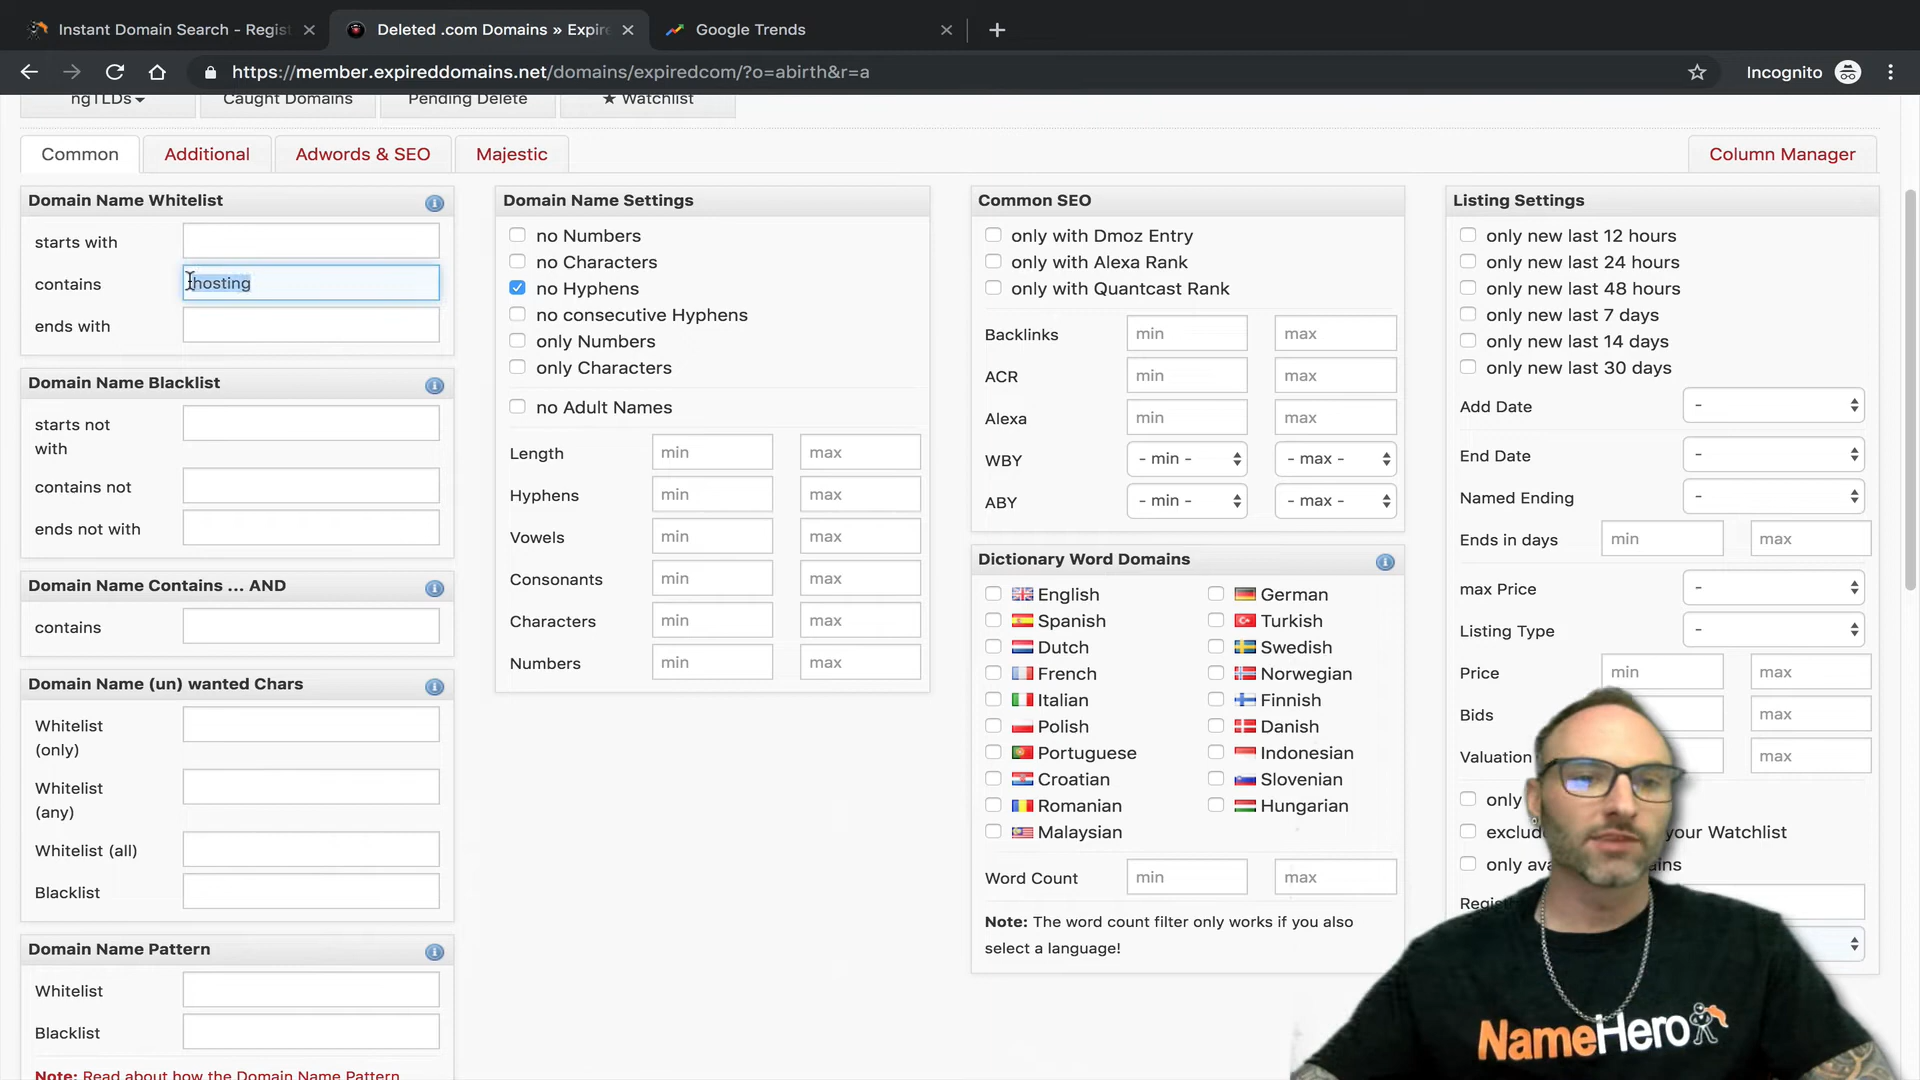 Instant Domain Search - Regis
Deleted .com Domains » Expire
Google Trends
https://member.expireddomains.net/domains/expiredcom/?o=abirth&r=a
Incognito
ngTLDs
Caught Domains
Pending Delete
★ Watchlist
Common
Additional
Adwords & SEO
Majestic
Column Manager
Domain Name Whitelist
starts with
contains
hosting
ends with
Domain Name Blacklist
starts not
with
contains not
ends not with
Domain Name Contains ... AND
contains
Domain Name (un) wanted Chars
Whitelist
(only)
Whitelist
(any)
Whitelist (all)
Blacklist
Domain Name Pattern
Whitelist
Blacklist
Note: Read about how the Domain Name Pattern
Domain Name Settings
no Numbers
no Characters
no Hyphens
no consecutive Hyphens
only Numbers
only Characters
no Adult Names
Length min max
Hyphens min max
Vowels min max
Consonants min max
Characters min max
Numbers min max
Common SEO
only with Dmoz Entry
only with Alexa Rank
only with Quantcast Rank
Backlinks min max
ACR min max
Alexa min max
WBY - min - - max -
ABY - min - - max -
Dictionary Word Domains
English German
Spanish Turkish
Dutch Swedish
French Norwegian
Italian Finnish
Polish Danish
Portuguese Indonesian
Croatian Slovenian
Romanian Hungarian
Malaysian
Word Count min max
Note: The word count filter only works if you also
select a language!
Listing Settings
only new last 12 hours
only new last 24 hours
only new last 48 hours
only new last 7 days
only new last 14 days
only new last 30 days
Add Date -
End Date -
Named Ending -
Ends in days min max
max Price -
Listing Type -
Price min max
Bids max
Valuation max
only
your Watchlist
only
NameHero